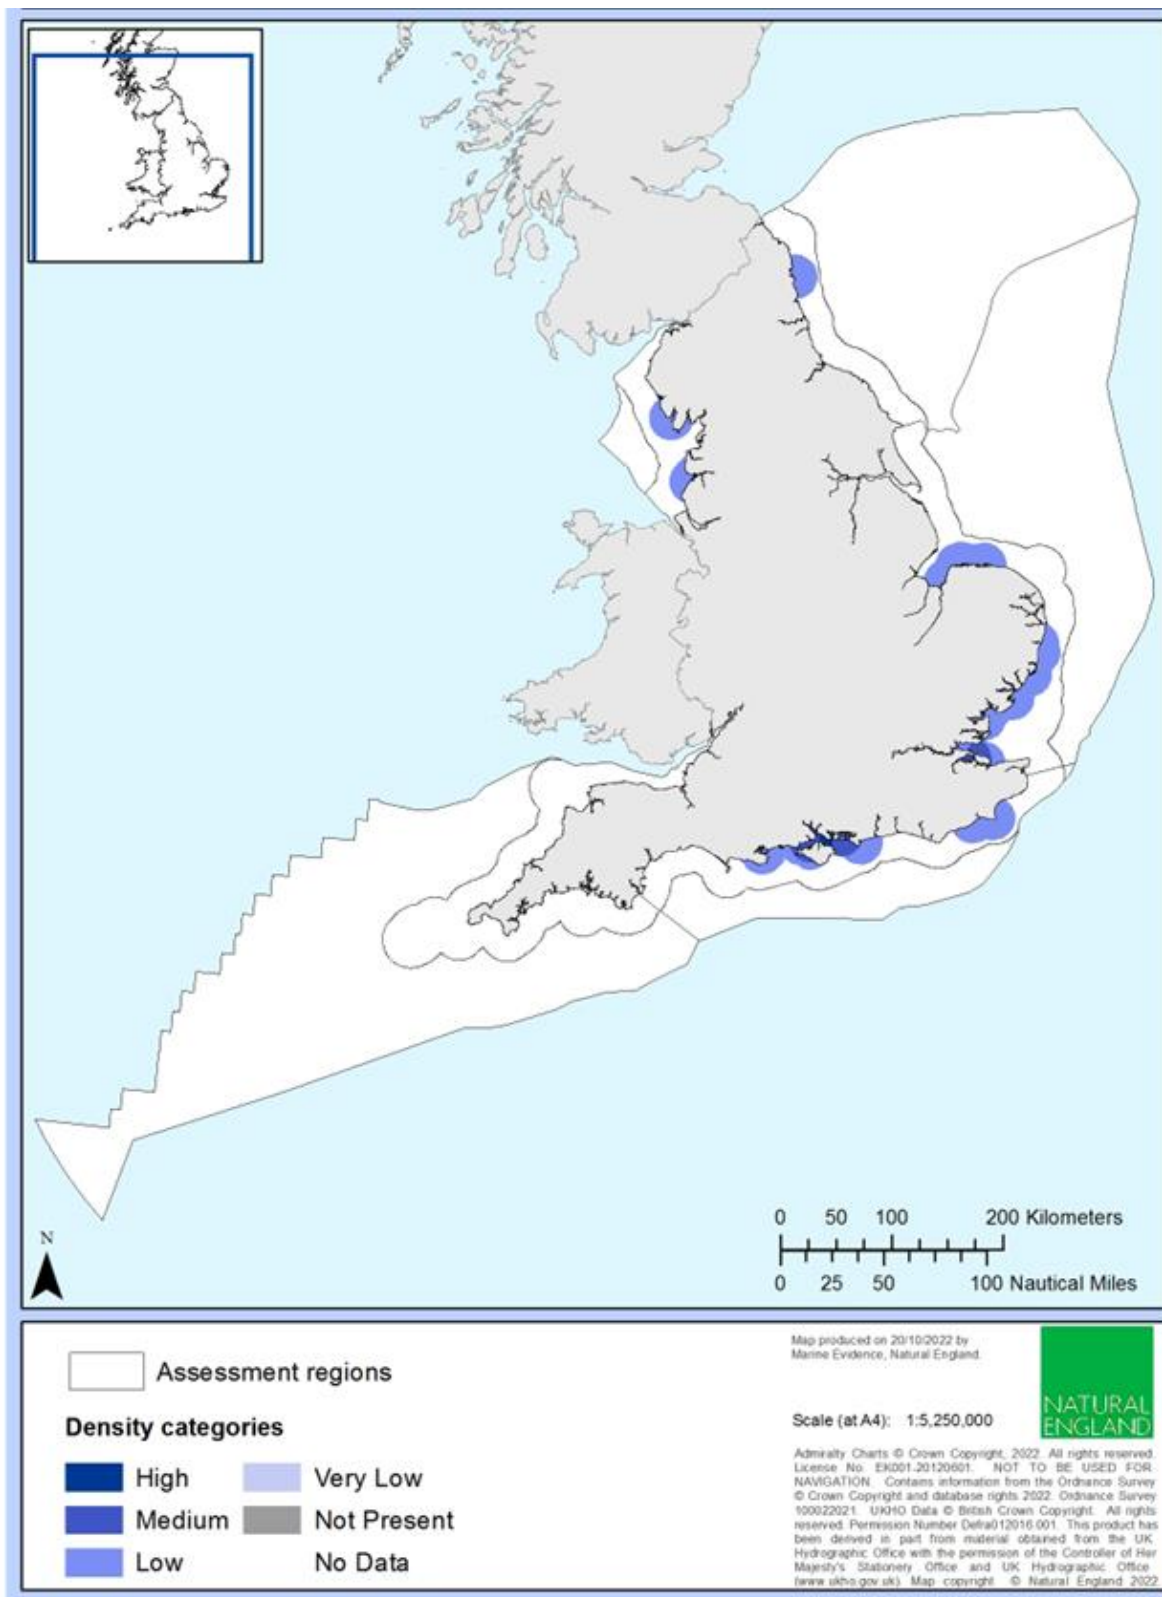 N
0 50 100 200 Kilometers
0 25 50 100 Nautical Miles
Assessment regions
Density categories
High
Very Low
Medium
Not Present
Low
No Data
Map produced on 20/10/2022 by
Marine Evidence, Natural England.
Scale (at A4): 1:5,250,000
NATURAL
ENGLAND
Admiralty Charts © Crown Copyright, 2022. All rights reserved.
License No. EK001-20120601. NOT TO BE USED FOR
NAVIGATION. Contains information from the Ordnance Survey
© Crown Copyright and database rights 2022. Ordnance Survey
100022021. UKHO Data © British Crown Copyright. All rights
reserved. Permission Number Defra012016.001. This product has
been derived in part from material obtained from the UK
Hydrographic Office with the permission of the Controller of Her
Majesty's Stationery Office and UK Hydrographic Office
(www.ukho.gov.uk). Map copyright © Natural England 2022